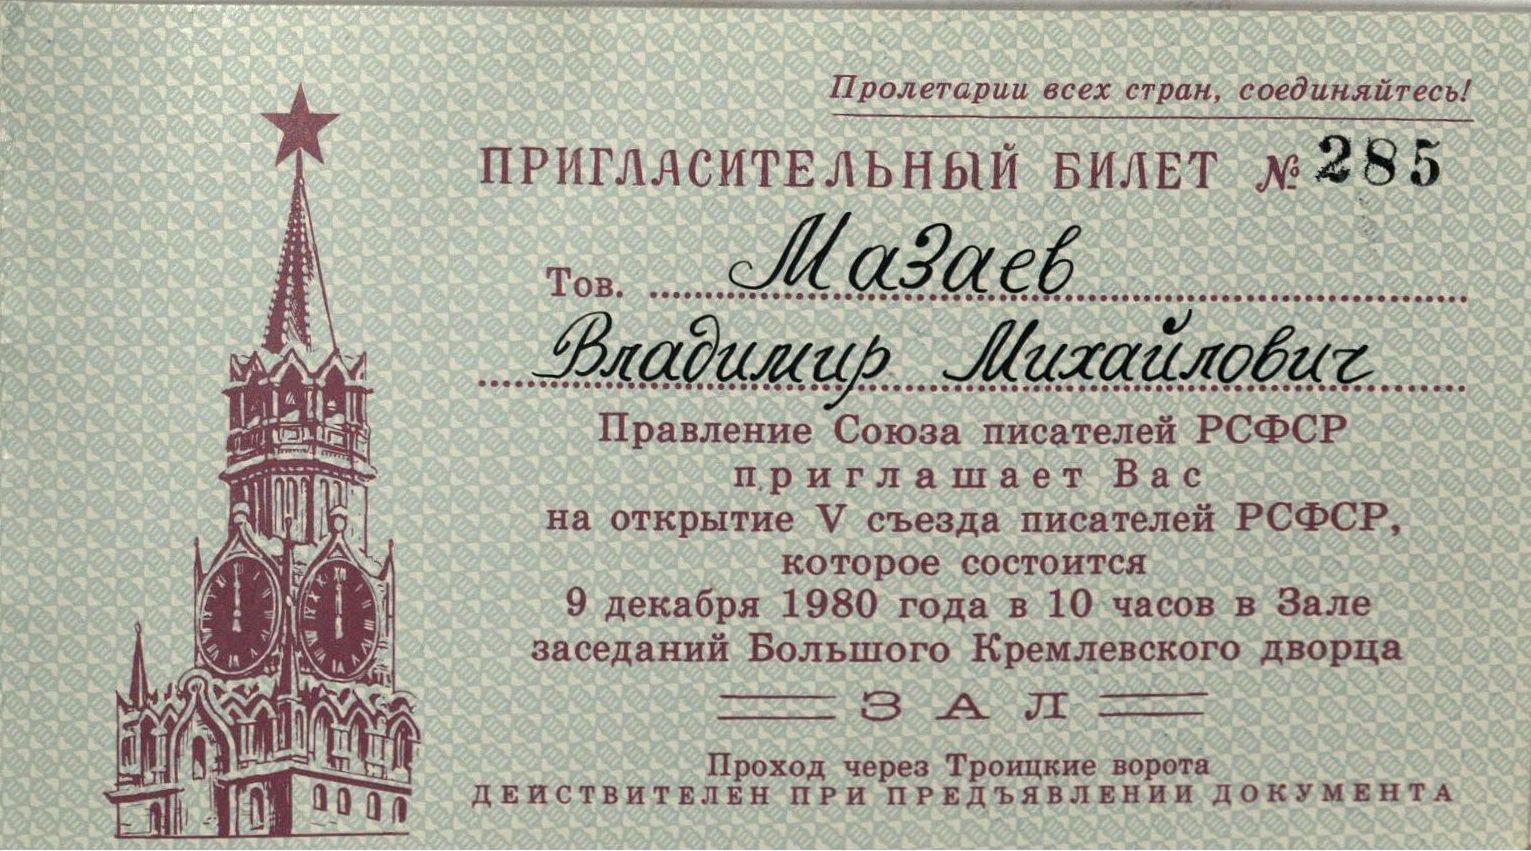 Пролетарии всех стран, соединяйтесь!
ПРИГЛАСИТЕЛЬНЫЙ БИЛЕТ № 285
Тов. Мазаев
Владимир Михайлович
Правление Союза писателей РСФСР
приглашает Вас
на открытие V съезда писателей РСФСР,
которое состоится
9 декабря 1980 года в 10 часов в Зале
заседаний Большого Кремлевского дворца
ЗАЛ
Проход через Троицкие ворота
ДЕЙСТВИТЕЛЕН ПРИ ПРЕДЪЯВЛЕНИИ ДОКУМЕНТА